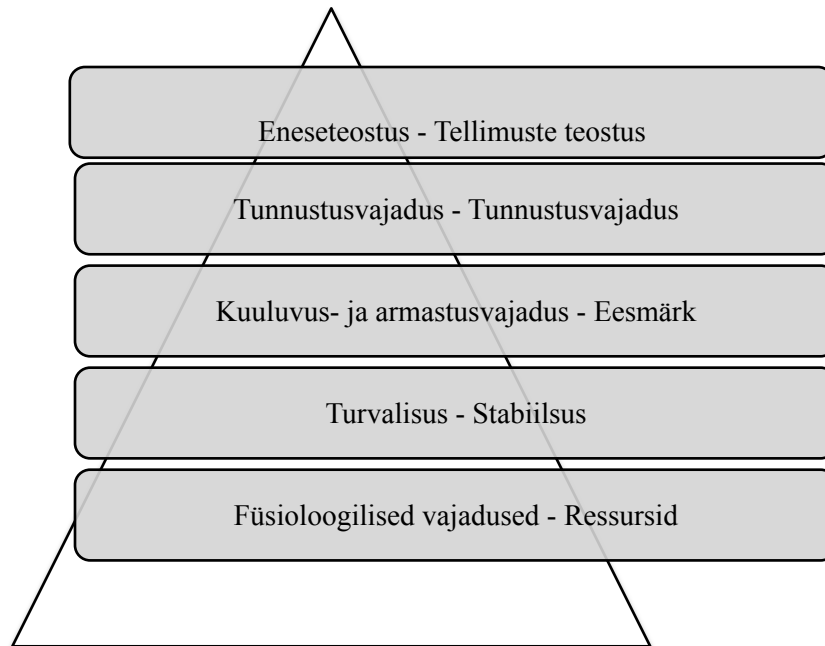 Eneseteostus - Tellimuste teostus
Tunnustusvajadus - Tunnustusvajadus
Kuuluvus- ja armastusvajadus - Eesmärk
Turvalisus - Stabiilsus
Füsioloogilised vajadused - Ressursid